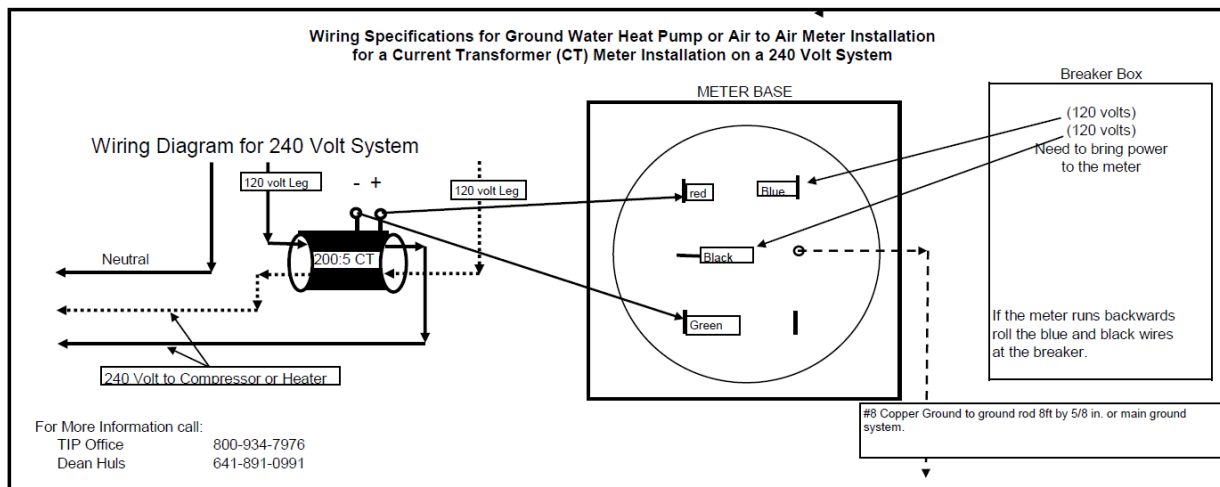 Wiring Specifications for Ground Water Heat Pump or Air to Air Meter Installation
for a Current Transformer (CT) Meter Installation on a 240 Volt System
Breaker Box
METER BASE
(120 volts)
(120 volts)
Need to bring power
to the meter
Wiring Diagram for 240 Volt System
120 volt Leg
- +
120 volt Leg
red
Blue
Neutral
200:5 CT
Black
Green
If the meter runs backwards
roll the blue and black wires
at the breaker.
240 Volt to Compressor or Heater
#8 Copper Ground to ground rod 8ft by 5/8 in. or main ground
system.
For More Information call:
TIP Office 800-934-7976
Dean Huls 641-891-0991